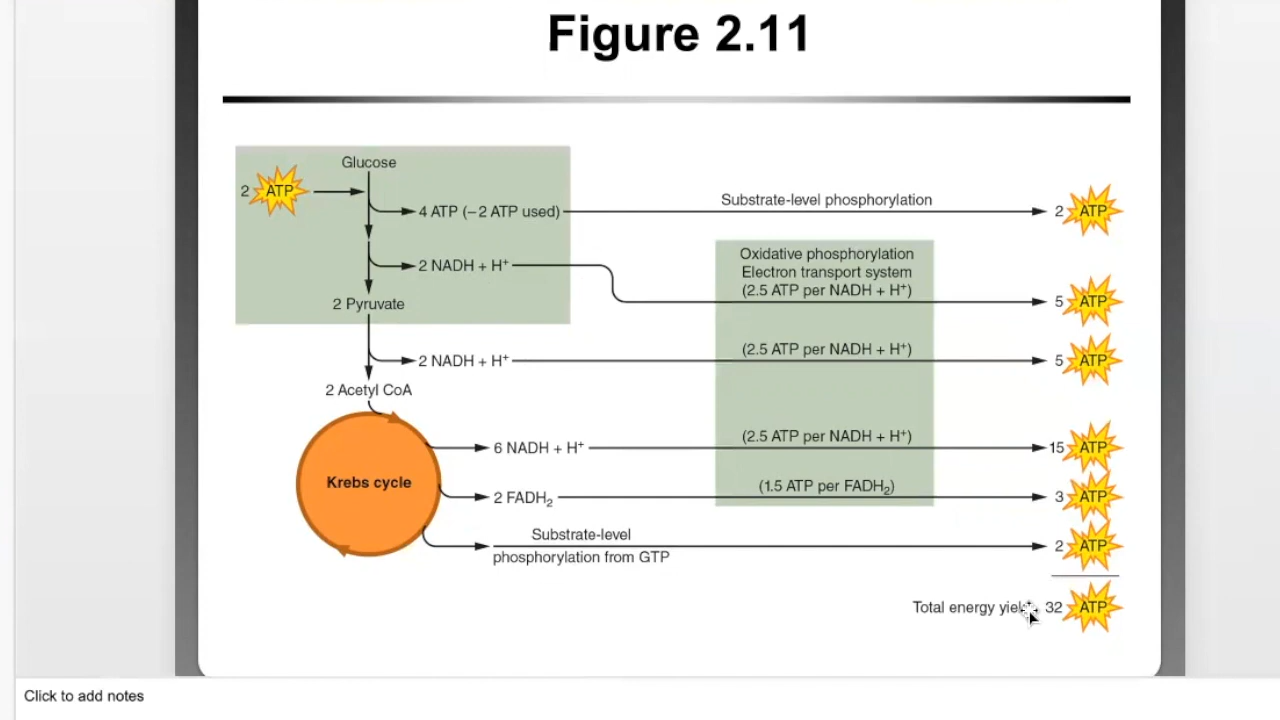 Figure 2.11
Glucose
2 ATP
4 ATP (−2 ATP used)
Substrate-level phosphorylation
2 ATP
2 NADH + H⁺
Oxidative phosphorylation
Electron transport system
(2.5 ATP per NADH + H⁺)
5 ATP
2 Pyruvate
2 NADH + H⁺
(2.5 ATP per NADH + H⁺)
5 ATP
2 Acetyl CoA
Krebs cycle
6 NADH + H⁺
(2.5 ATP per NADH + H⁺)
15 ATP
2 FADH₂
(1.5 ATP per FADH₂)
3 ATP
Substrate-level
phosphorylation from GTP
2 ATP
Total energy 32 ATP
Click to add notes